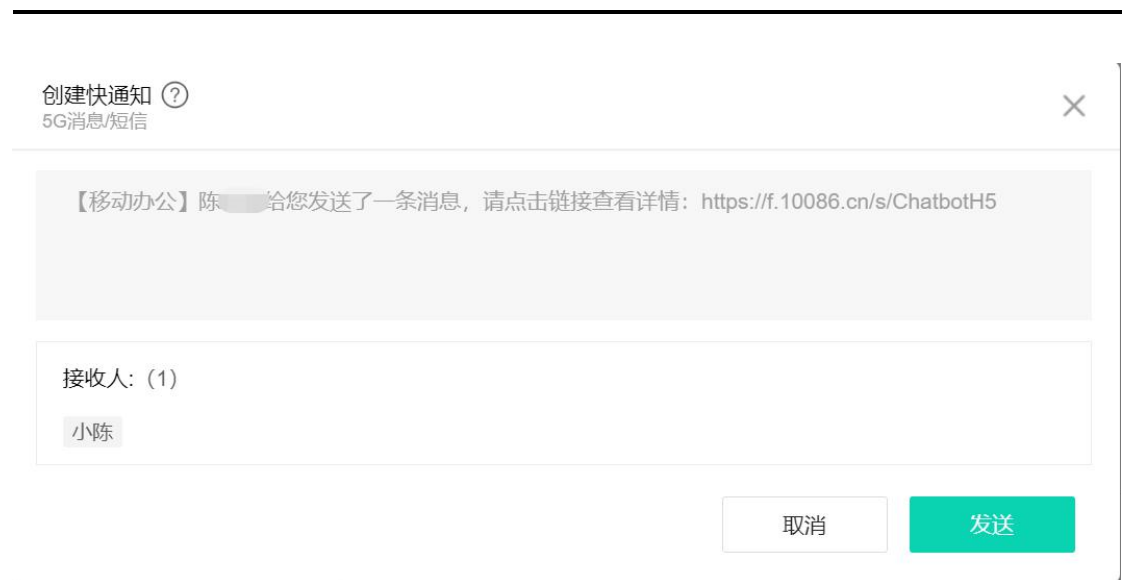 创建快通知 ?
5G消息/短信
【移动办公】陈 给您发送了一条消息，请点击链接查看详情：https://f.10086.cn/s/ChatbotH5
接收人:（1）
小陈
取消
发送